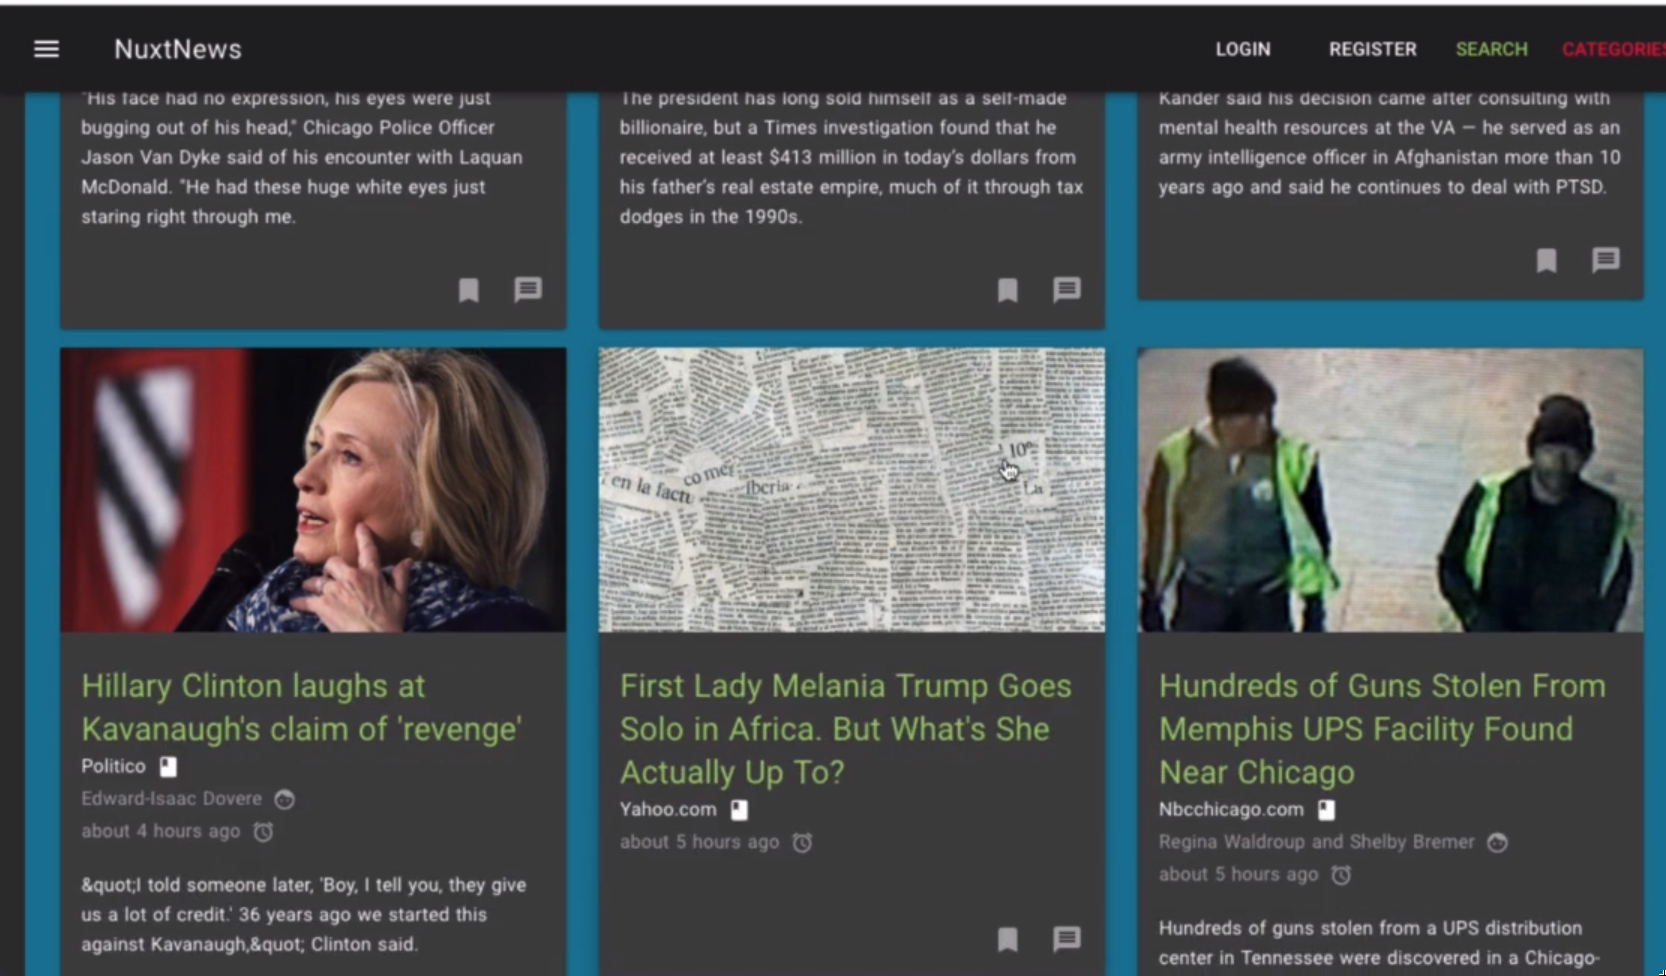 NuxtNews
LOGIN
REGISTER
SEARCH
CATEGORIES
"His face had no expression, his eyes were just
bugging out of his head," Chicago Police Officer
Jason Van Dyke said of his encounter with Laquan
McDonald. "He had these huge white eyes just
staring right through me.
The president has long sold himself as a self-made
billionaire, but a Times investigation found that he
received at least $413 million in today's dollars from
his father's real estate empire, much of it through tax
dodges in the 1990s.
Kander said his decision came after consulting with
mental health resources at the VA — he served as an
army intelligence officer in Afghanistan more than 10
years ago and said he continues to deal with PTSD.
Hillary Clinton laughs at
Kavanaugh's claim of 'revenge'
Politico
Edward-Isaac Dovere
about 4 hours ago
&quot;I told someone later, 'Boy, I tell you, they give
us a lot of credit.' 36 years ago we started this
against Kavanaugh,&quot; Clinton said.
en la factu
co mer
Iberia
10º
La
First Lady Melania Trump Goes
Solo in Africa. But What's She
Actually Up To?
Yahoo.com
about 5 hours ago
Hundreds of Guns Stolen From
Memphis UPS Facility Found
Near Chicago
Nbcchicago.com
Regina Waldroup and Shelby Bremer
about 5 hours ago
Hundreds of guns stolen from a UPS distribution
center in Tennessee were discovered in a Chicago-